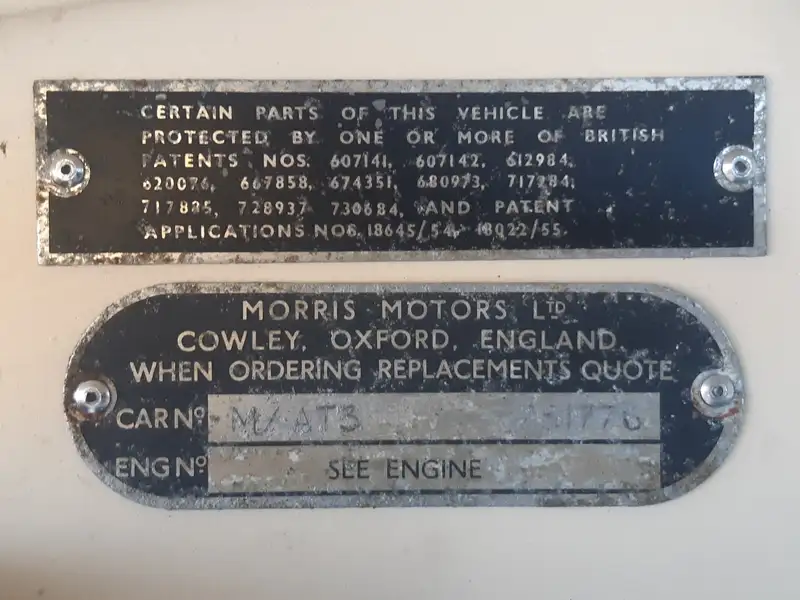 CERTAIN PARTS OF THIS VEHICLE ARE
PROTECTED BY ONE OR MORE OF BRITISH
PATENTS NOS. 607141, 607142, 612984,
620076, 667858, 674351, 680973, 717284,
717885, 728937 730684, AND PATENT
APPLICATIONS NOS. 18645/54, 18022/55.
MORRIS MOTORS LTD
COWLEY, OXFORD, ENGLAND.
WHEN ORDERING REPLACEMENTS QUOTE
CAR No. M/AT3
ENG No. SEE ENGINE